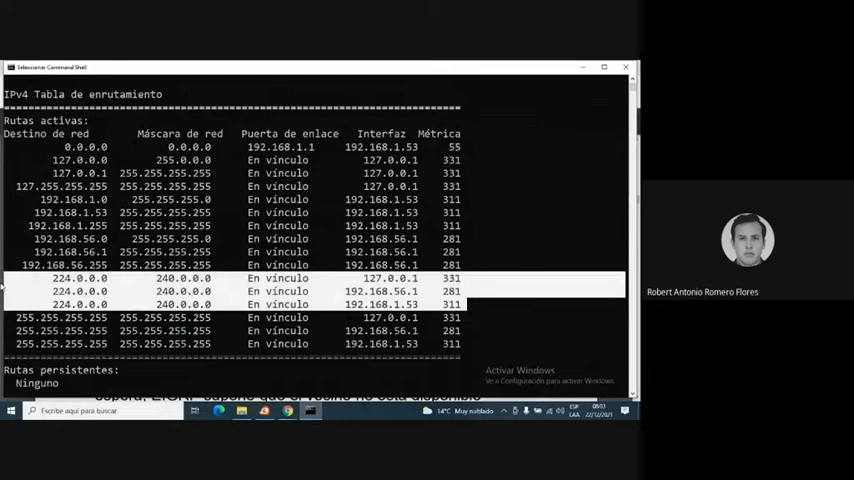 Seleccionar Command Shell
IPv4 Tabla de enrutamiento
Rutas activas:
Destino de red Máscara de red Puerta de enlace Interfaz Métrica
0.0.0.0 0.0.0.0 192.168.1.1 192.168.1.53 55
127.0.0.0 255.0.0.0 En vínculo 127.0.0.1 331
127.0.0.1 255.255.255.255 En vínculo 127.0.0.1 331
127.255.255.255 255.255.255.255 En vínculo 127.0.0.1 331
192.168.1.0 255.255.255.0 En vínculo 192.168.1.53 311
192.168.1.53 255.255.255.255 En vínculo 192.168.1.53 311
192.168.1.255 255.255.255.255 En vínculo 192.168.1.53 311
192.168.56.0 255.255.255.0 En vínculo 192.168.56.1 281
192.168.56.1 255.255.255.255 En vínculo 192.168.56.1 281
192.168.56.255 255.255.255.255 En vínculo 192.168.56.1 281
224.0.0.0 240.0.0.0 En vínculo 127.0.0.1 331
224.0.0.0 240.0.0.0 En vínculo 192.168.56.1 281
224.0.0.0 240.0.0.0 En vínculo 192.168.1.53 311
255.255.255.255 255.255.255.255 En vínculo 127.0.0.1 331
255.255.255.255 255.255.255.255 En vínculo 192.168.56.1 281
255.255.255.255 255.255.255.255 En vínculo 192.168.1.53 311
Rutas persistentes:
Ninguno
Activar Windows
Ve a Configuración para activar Windows.
Escribe aquí para buscar
14°C Muy nublado
ESP
LAA
08:03
Robert Antonio Romero Flores